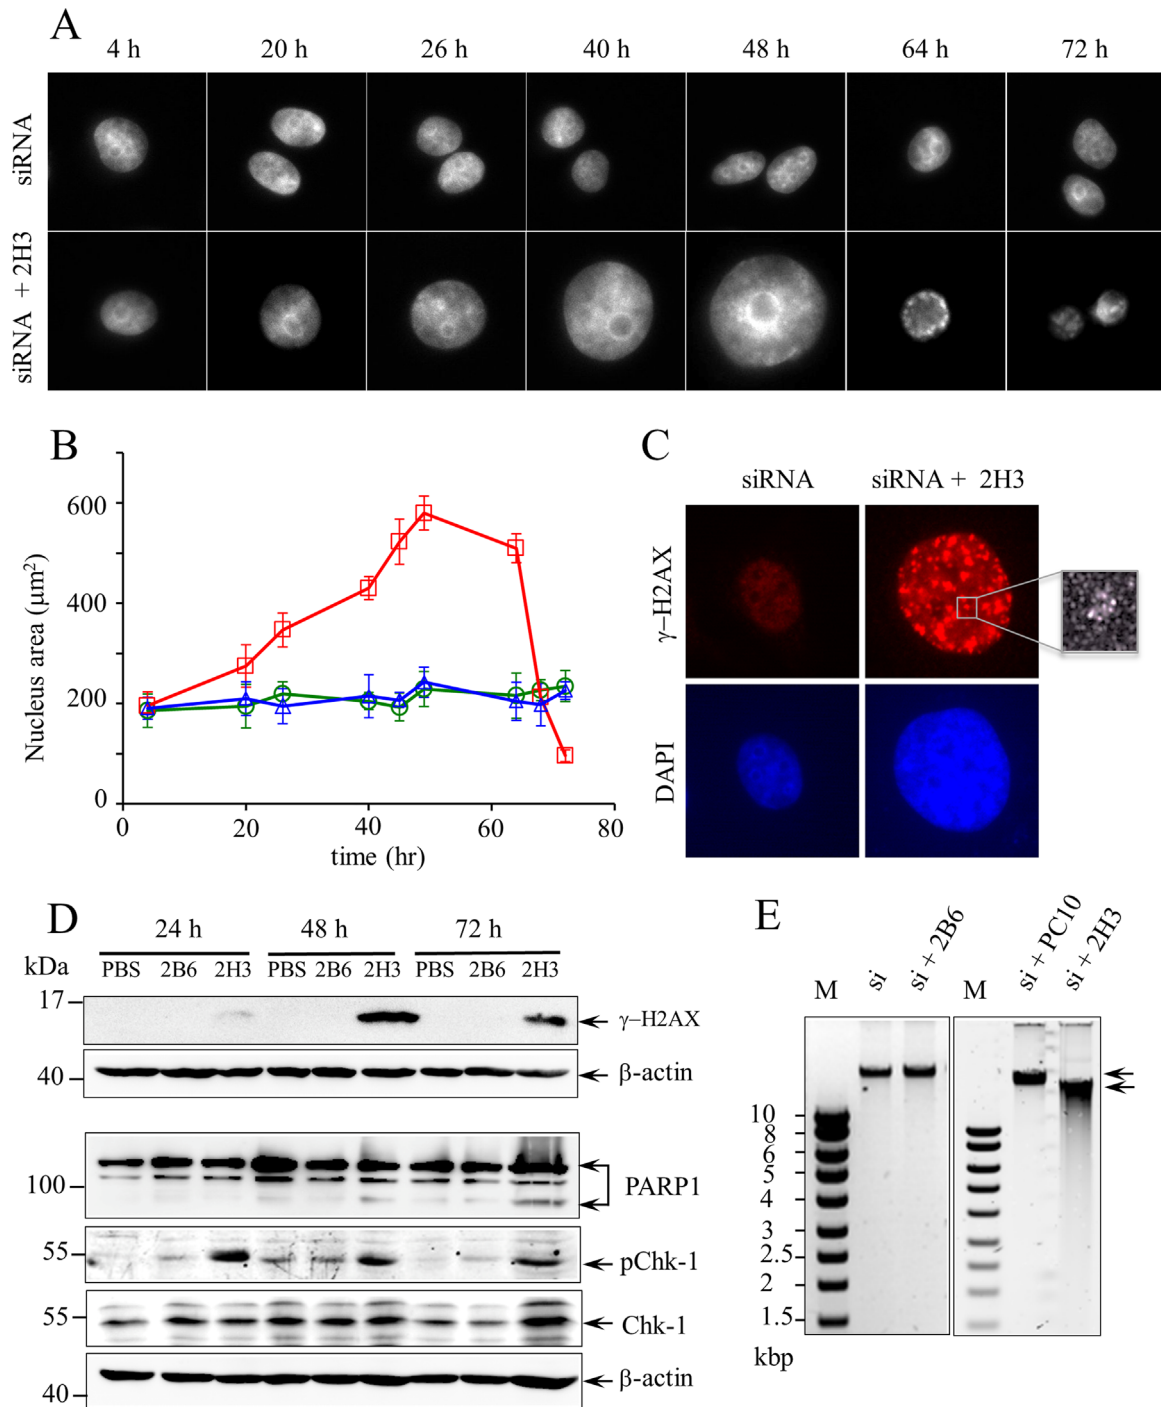 A
4 h 20 h 26 h 40 h 48 h 64 h 72 h
siRNA
siRNA + 2H3
B
Nucleus area (μm²)
600
400
200
0
0 20 40 60 80
time (hr)
C
siRNA siRNA + 2H3
γ–H2AX
DAPI
D
24 h 48 h 72 h
kDa PBS 2B6 2H3 PBS 2B6 2H3 PBS 2B6 2H3
17
γ–H2AX
40
β-actin
100
PARP1
55
pChk-1
55
Chk-1
40
β-actin
E
M si si + 2B6 M si + PC10 si + 2H3
10
8
6
5
4
3
2.5
2
1.5
kbp